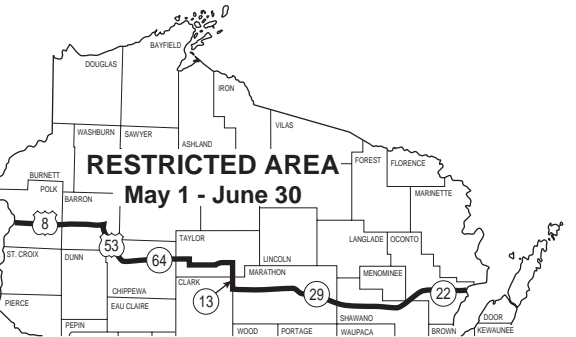 BAYFIELD
DOUGLAS
IRON
VILAS
WASHBURN SAWYER
ASHLAND
RESTRICTED AREA
FOREST FLORENCE
BURNETT
May 1 - June 30
POLK
MARINETTE
BARRON
8
TAYLOR
LANGLADE OCONTO
53
ST. CROIX
DUNN
64
LINCOLN
MARATHON
MENOMINEE
CLARK
CHIPPEWA
13
29
22
PIERCE
EAU CLAIRE
SHAWANO
DOOR
PEPIN
WOOD
PORTAGE
WAUPACA
BROWN
KEWAUNEE